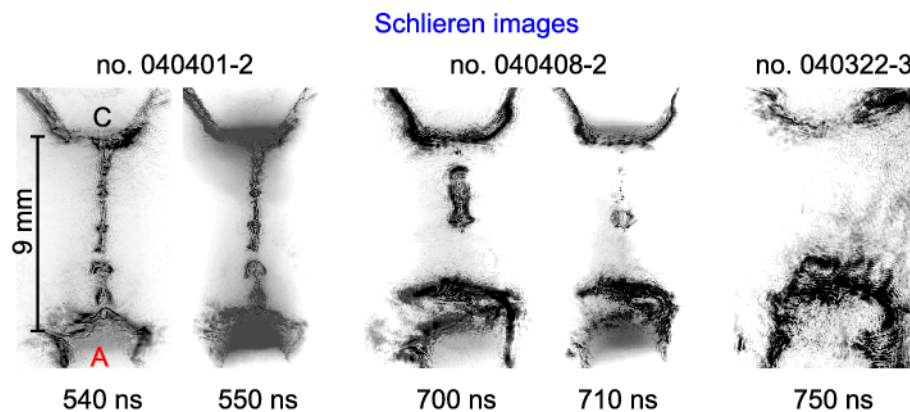 Schlieren images
no. 040401-2 no. 040408-2 no. 040322-3
C
9 mm
A
540 ns 550 ns 700 ns 710 ns 750 ns